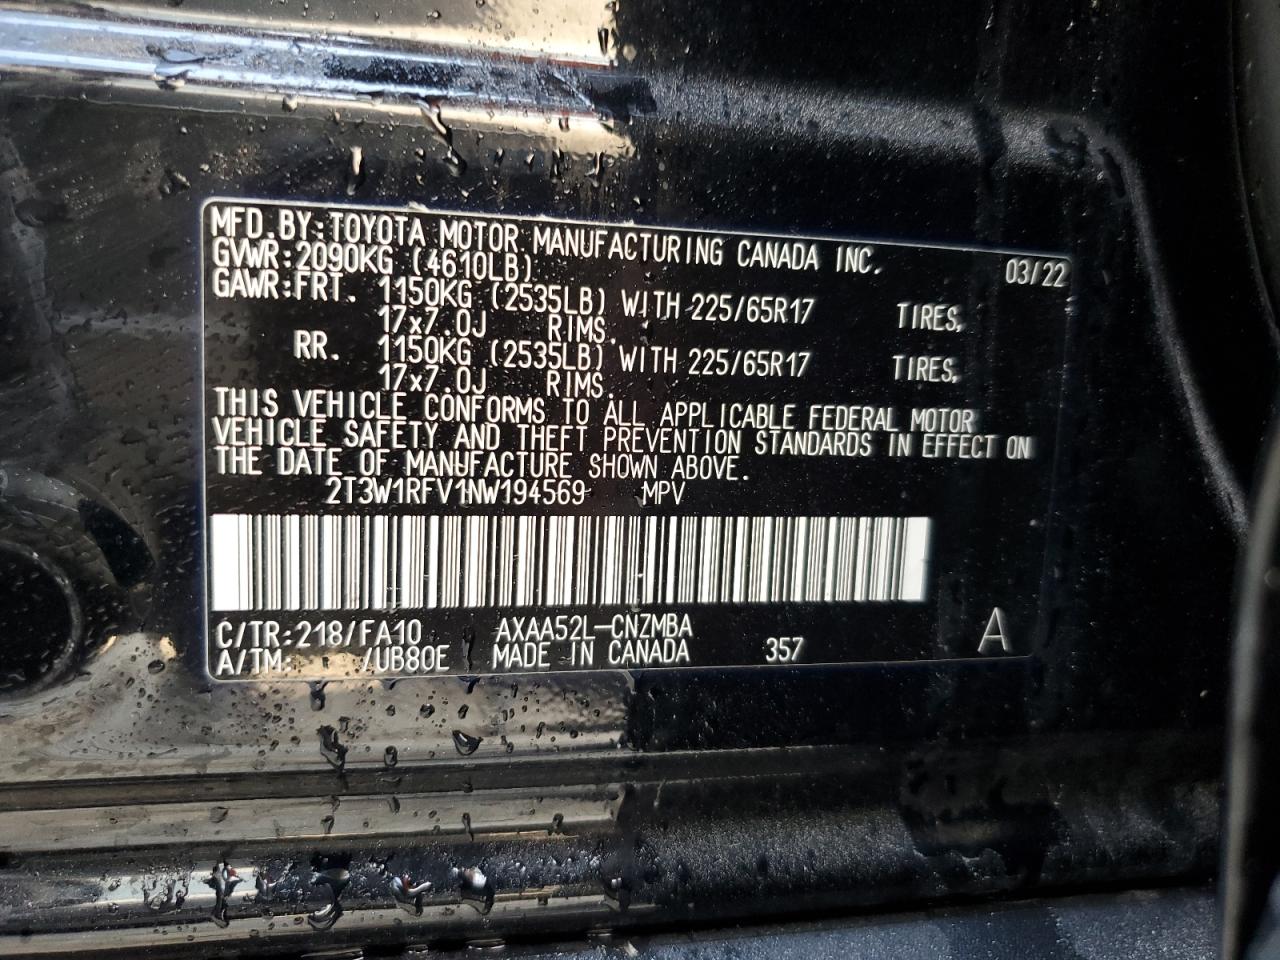 MFD.BY:TOYOTA MOTOR MANUFACTURING CANADA INC.
GVWR:2090KG (4610LB) 03/22
GAWR:FRT. 1150KG (2535LB) WITH 225/65R17 TIRES,
17x7.0J RIMS.
RR. 1150KG (2535LB) WITH 225/65R17 TIRES,
17x7.0J RIMS.
THIS VEHICLE CONFORMS TO ALL APPLICABLE FEDERAL MOTOR
VEHICLE SAFETY AND THEFT PREVENTION STANDARDS IN EFFECT ON
THE DATE OF MANUFACTURE SHOWN ABOVE.
2T3W1RFV1NW194569 MPV
C/TR:218/FA10 AXAA52L-CNZMBA A
A/TM: /UB80E MADE IN CANADA 357